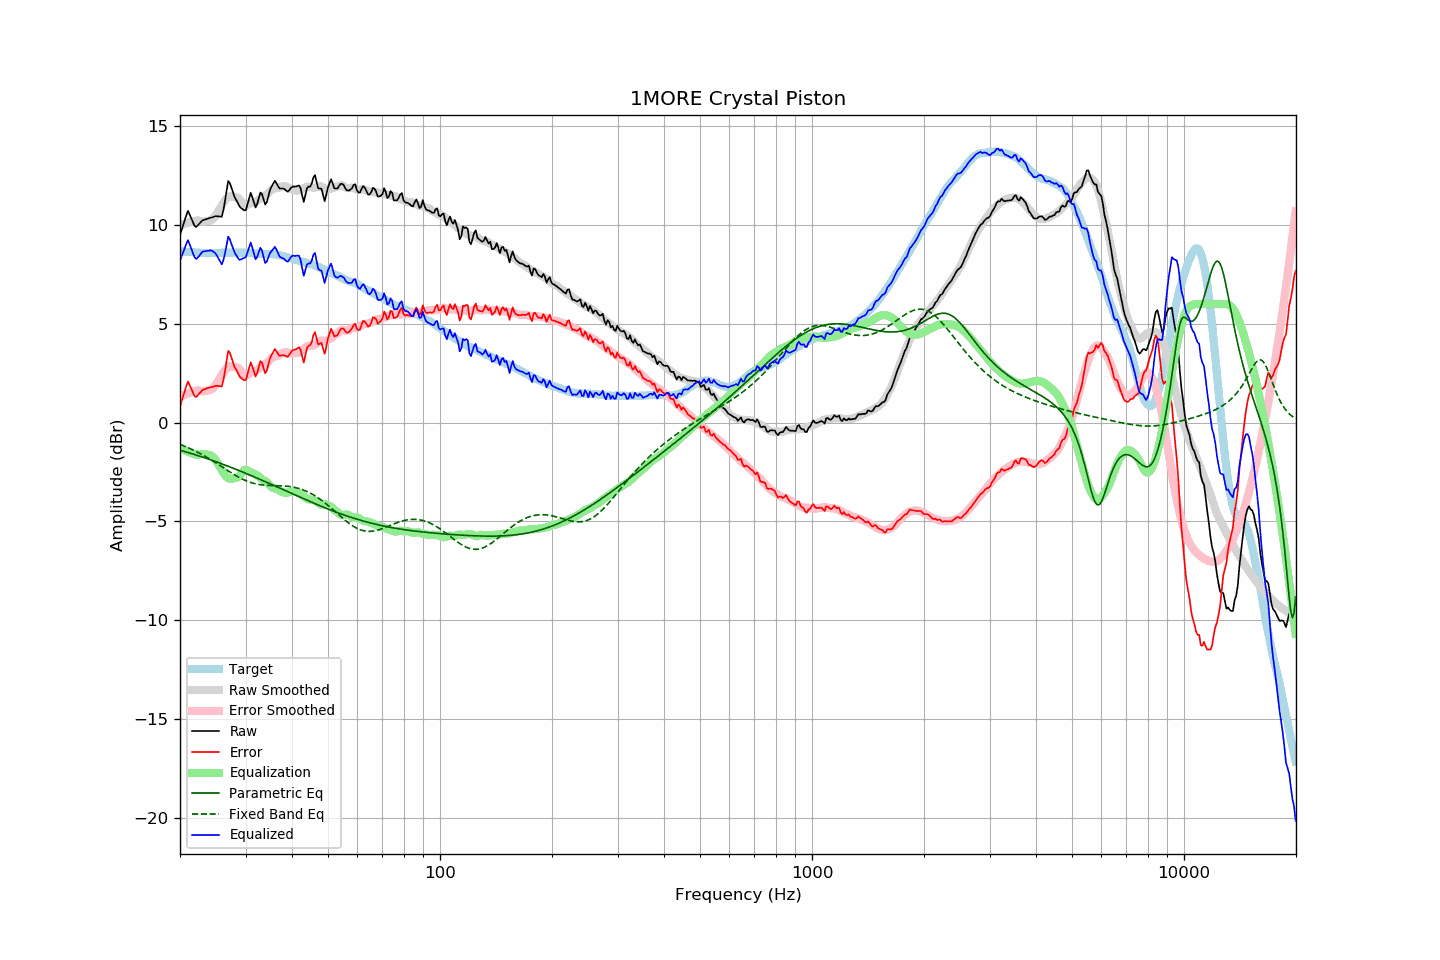 1MORE Crystal Piston
15
10
5
0
−5
−10
−15
−20
Amplitude (dBr)
Target
Raw Smoothed
Error Smoothed
Raw
Error
Equalization
Parametric Eq
Fixed Band Eq
Equalized
100
1000
10000
Frequency (Hz)